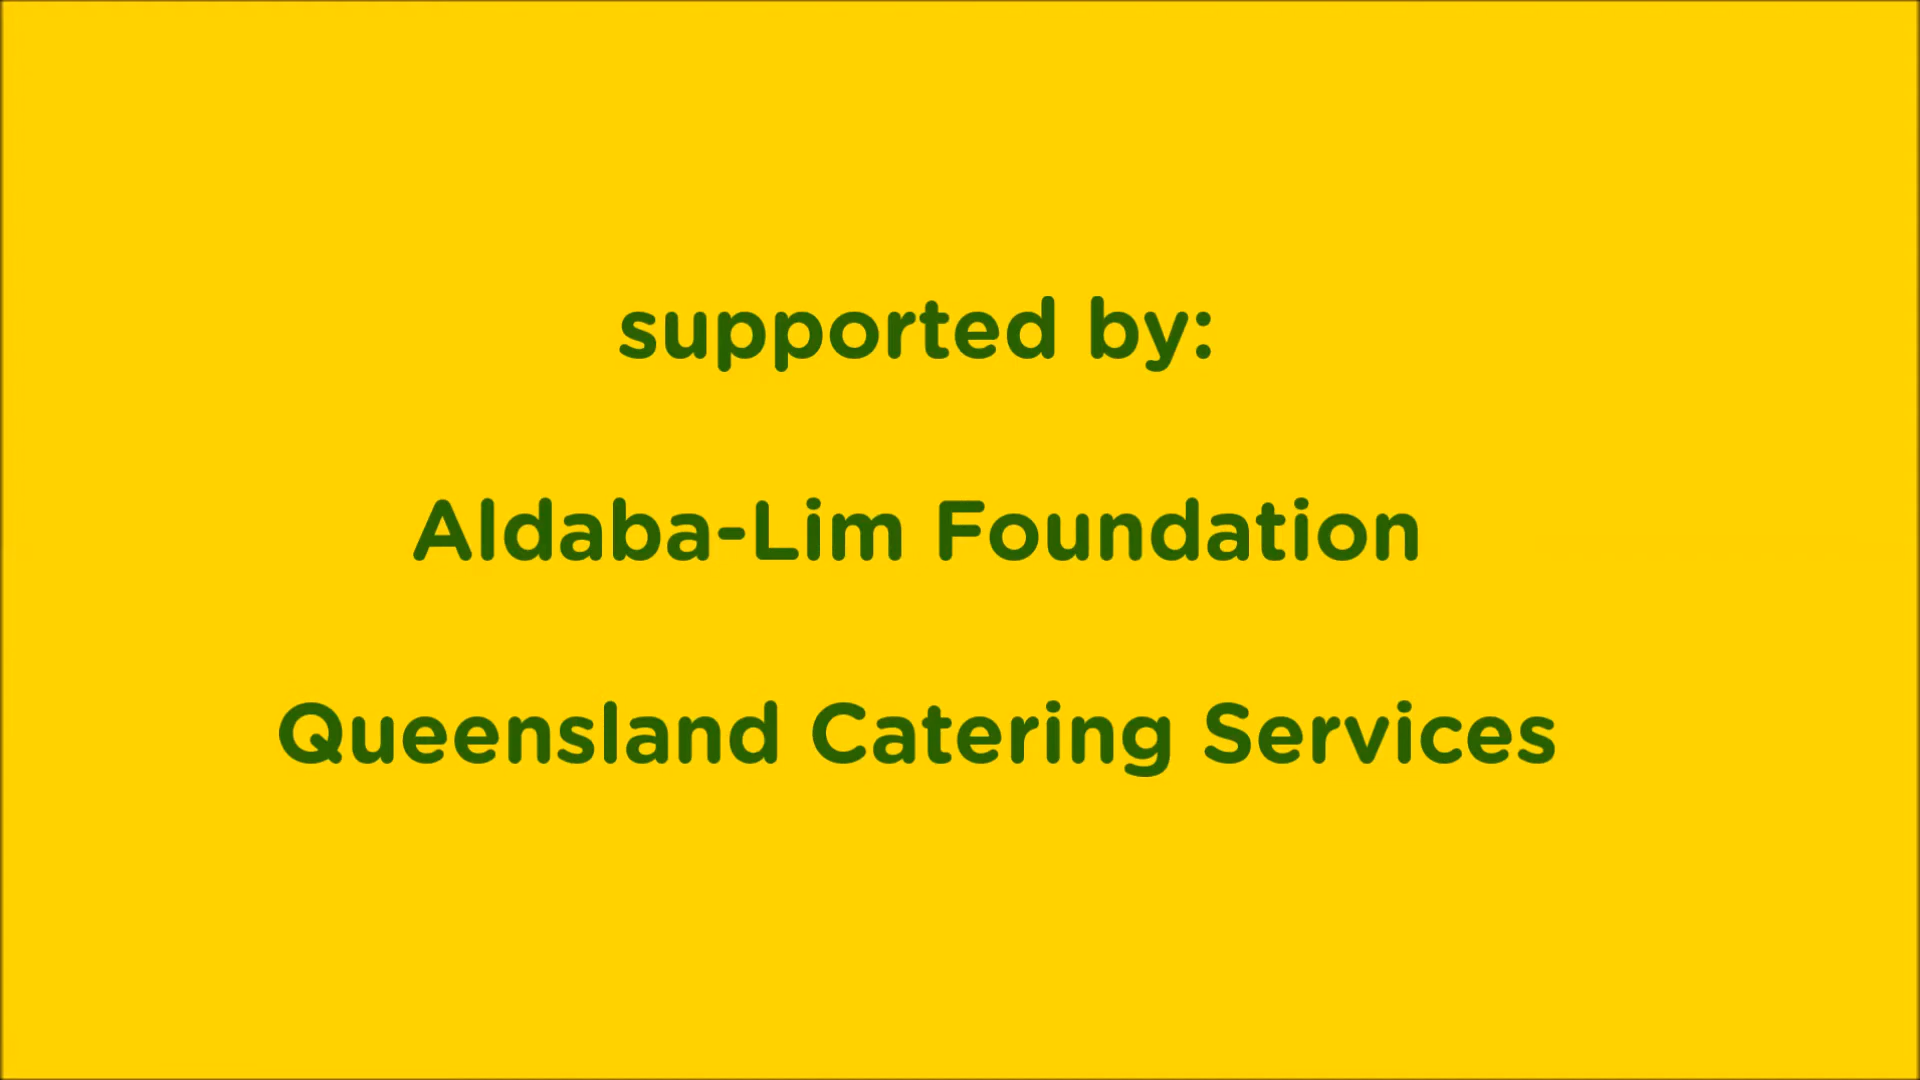 supported by:
Aldaba-Lim Foundation
Queensland Catering Services